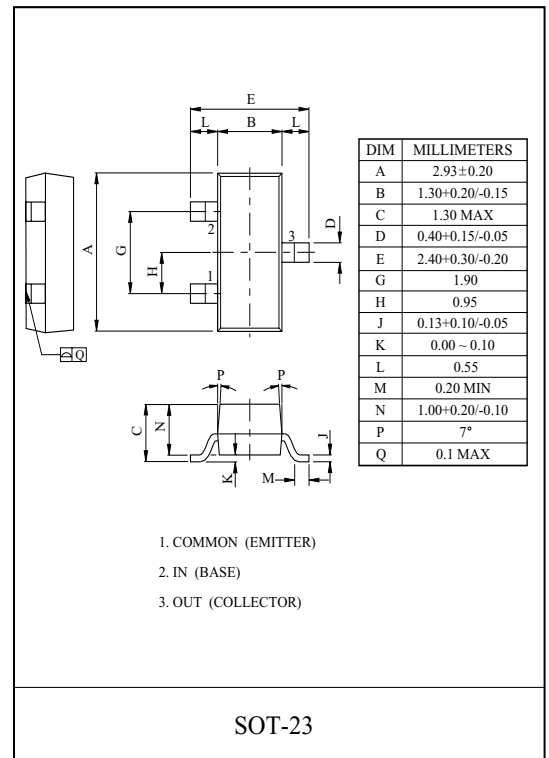 E
L B L
A
G
H
2
1
3
D
⏥ Q
P P
C
N
K
M
J
DIM MILLIMETERS
A 2.93±0.20
B 1.30+0.20/-0.15
C 1.30 MAX
D 0.40+0.15/-0.05
E 2.40+0.30/-0.20
G 1.90
H 0.95
J 0.13+0.10/-0.05
K 0.00 ~ 0.10
L 0.55
M 0.20 MIN
N 1.00+0.20/-0.10
P 7°
Q 0.1 MAX
1. COMMON (EMITTER)
2. IN (BASE)
3. OUT (COLLECTOR)
SOT-23